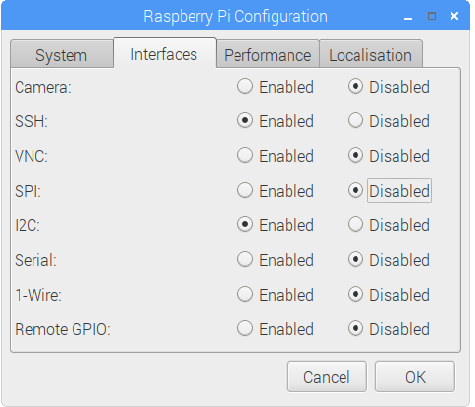 Raspberry Pi Configuration
System Interfaces Performance Localisation
Camera: Enabled Disabled
SSH: Enabled Disabled
VNC: Enabled Disabled
SPI: Enabled Disabled
I2C: Enabled Disabled
Serial: Enabled Disabled
1-Wire: Enabled Disabled
Remote GPIO: Enabled Disabled
Cancel OK